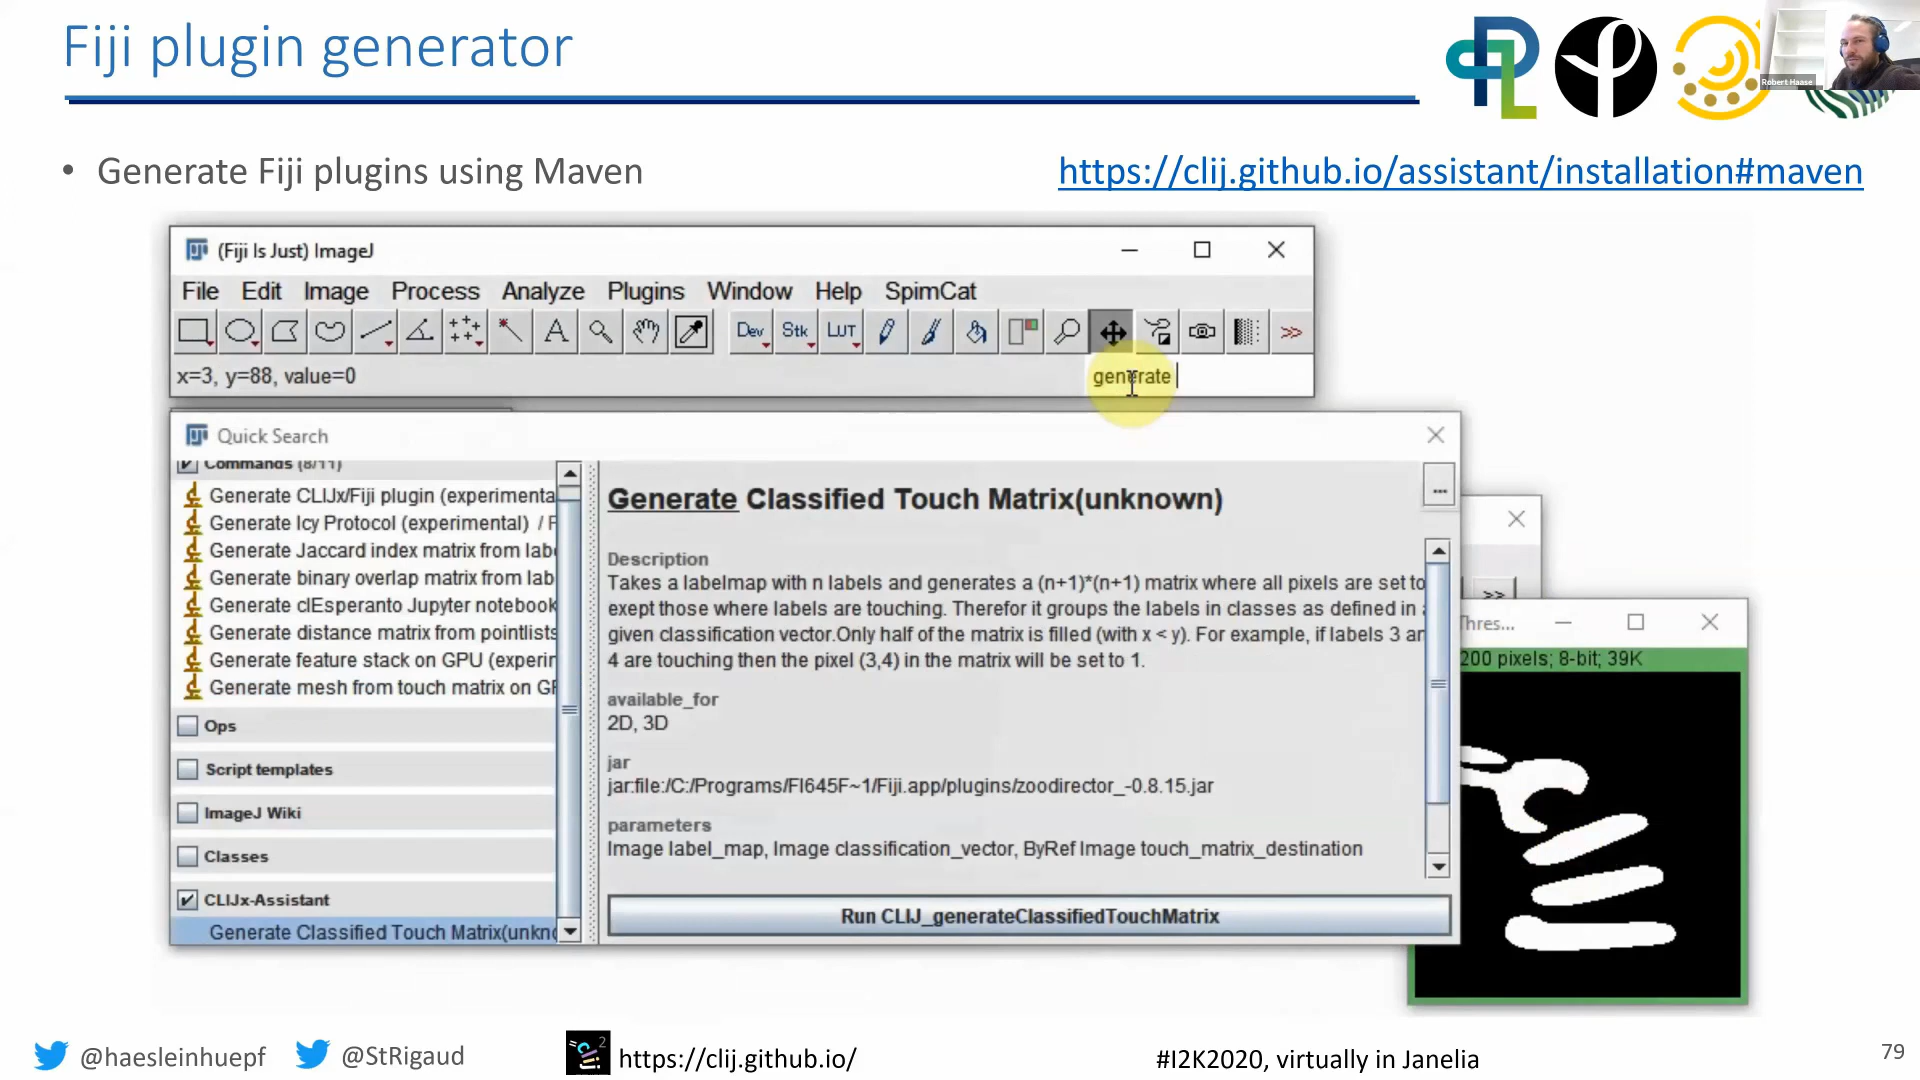 Fiji plugin generator
Robert Haase
• Generate Fiji plugins using Maven
https://clij.github.io/assistant/installation#maven
(Fiji Is Just) ImageJ
File Edit Image Process Analyze Plugins Window Help SpimCat
A Dev Stk LUT >>
x=3, y=88, value=0
generate
Quick Search
Commands (8/11)
Generate CLIJx/Fiji plugin (experimenta
Generate Icy Protocol (experimental) / F
Generate Jaccard index matrix from labe
Generate binary overlap matrix from lab
Generate clEsperanto Jupyter notebook
Generate distance matrix from pointlists
Generate feature stack on GPU (experir
Generate mesh from touch matrix on GF
Ops
Script templates
ImageJ Wiki
Classes
CLIJx-Assistant
Generate Classified Touch Matrix(unkno
Generate Classified Touch Matrix(unknown)
...
Description
Takes a labelmap with n labels and generates a (n+1)*(n+1) matrix where all pixels are set to
exept those where labels are touching. Therefor it groups the labels in classes as defined in a
given classification vector.Only half of the matrix is filled (with x < y). For example, if labels 3 an
4 are touching then the pixel (3,4) in the matrix will be set to 1.
available_for
2D, 3D
jar
jar:file:/C:/Programs/FI645F~1/Fiji.app/plugins/zoodirector_-0.8.15.jar
parameters
Image label_map, Image classification_vector, ByRef Image touch_matrix_destination
Run CLIJ_generateClassifiedTouchMatrix
>>
Thres...
200 pixels; 8-bit; 39K
@haesleinhuepf
@StRigaud
2
https://clij.github.io/
#I2K2020, virtually in Janelia
79